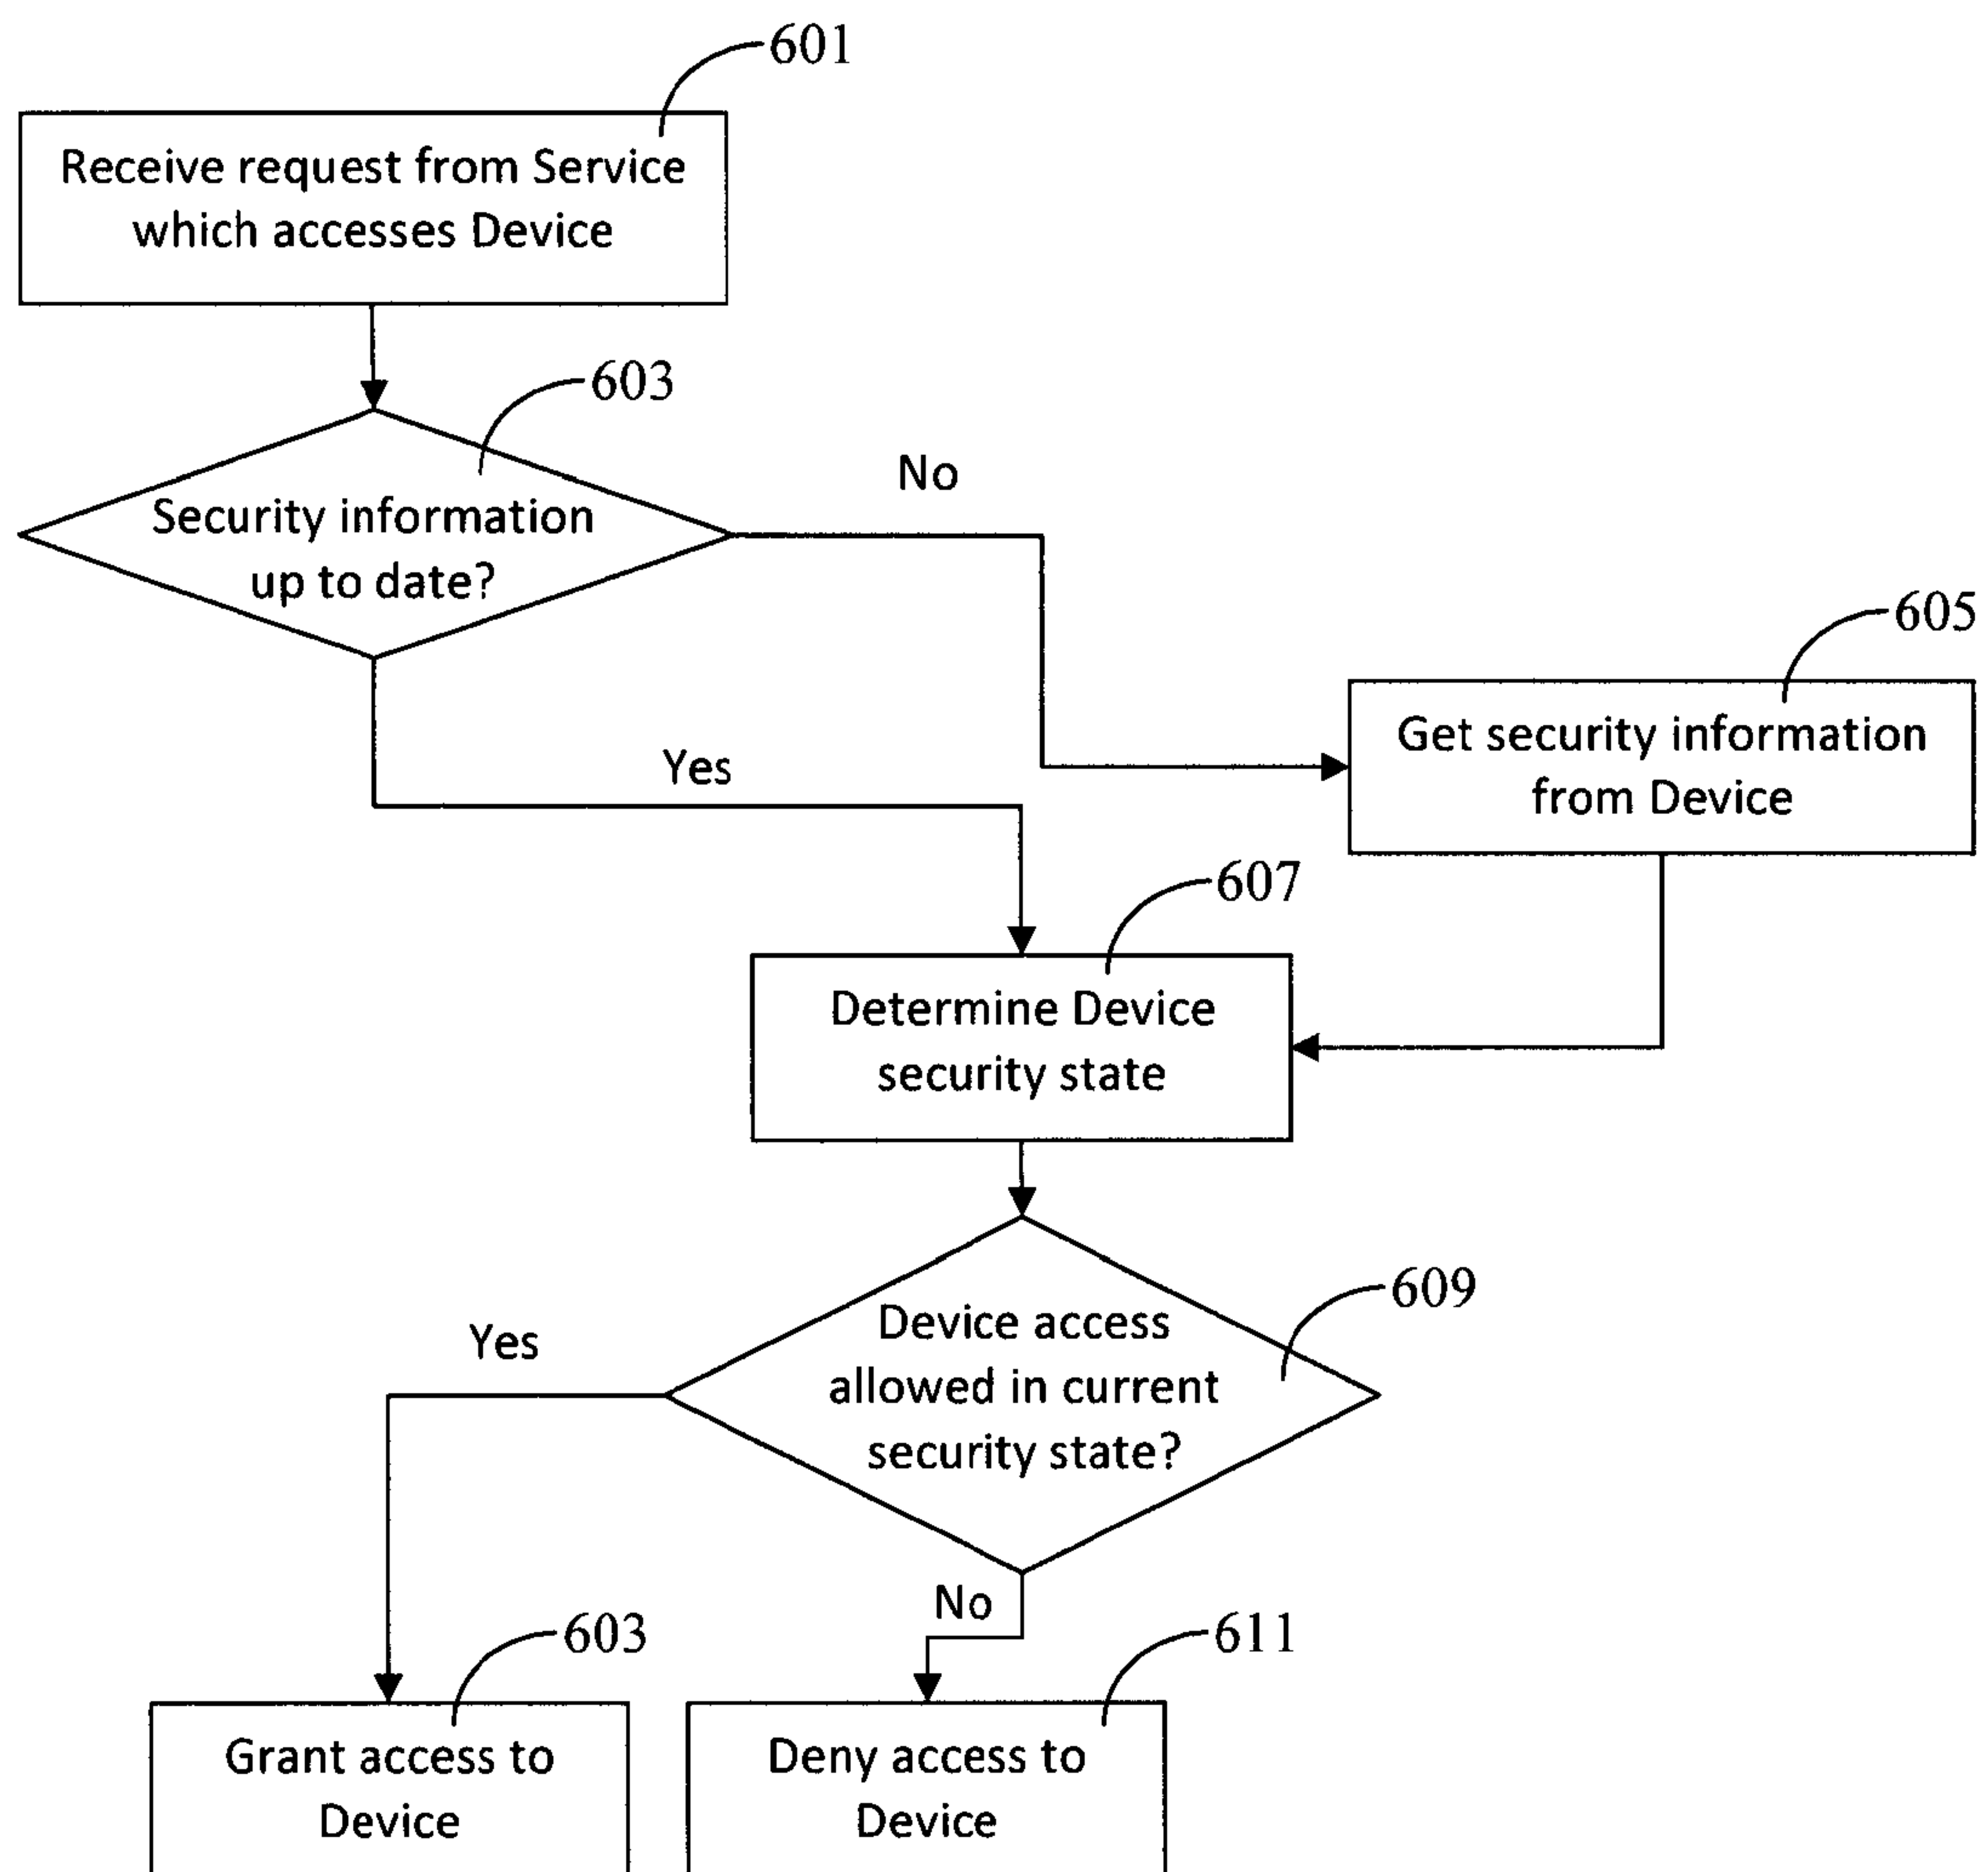 601
Receive request from Service
which accesses Device
603
Security information
up to date?
No
605
Get security information
from Device
Yes
607
Determine Device
security state
609
Device access
allowed in current
security state?
Yes
No
603
Grant access to
Device
611
Deny access to
Device